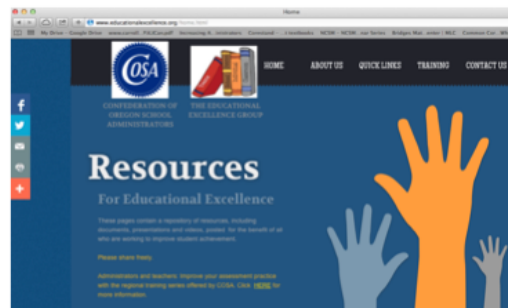 Home
www.educationalexcellence.org/home.html
HOME
ABOUT US
QUICK LINKS
TRAINING
CONTACT US
COSA
CONFEDERATION OF
OREGON SCHOOL
ADMINISTRATORS
THE EDUCATIONAL
EXCELLENCE GROUP
Resources
For Educational Excellence
These pages contain a repository of resources, including
documents, presentations and videos, posted for the benefit of all
who are working to improve student achievement.
Please share freely.
Administrators and teachers: Improve your assessment practice
with the regional training series offered by COSA. Click HERE for
more information.